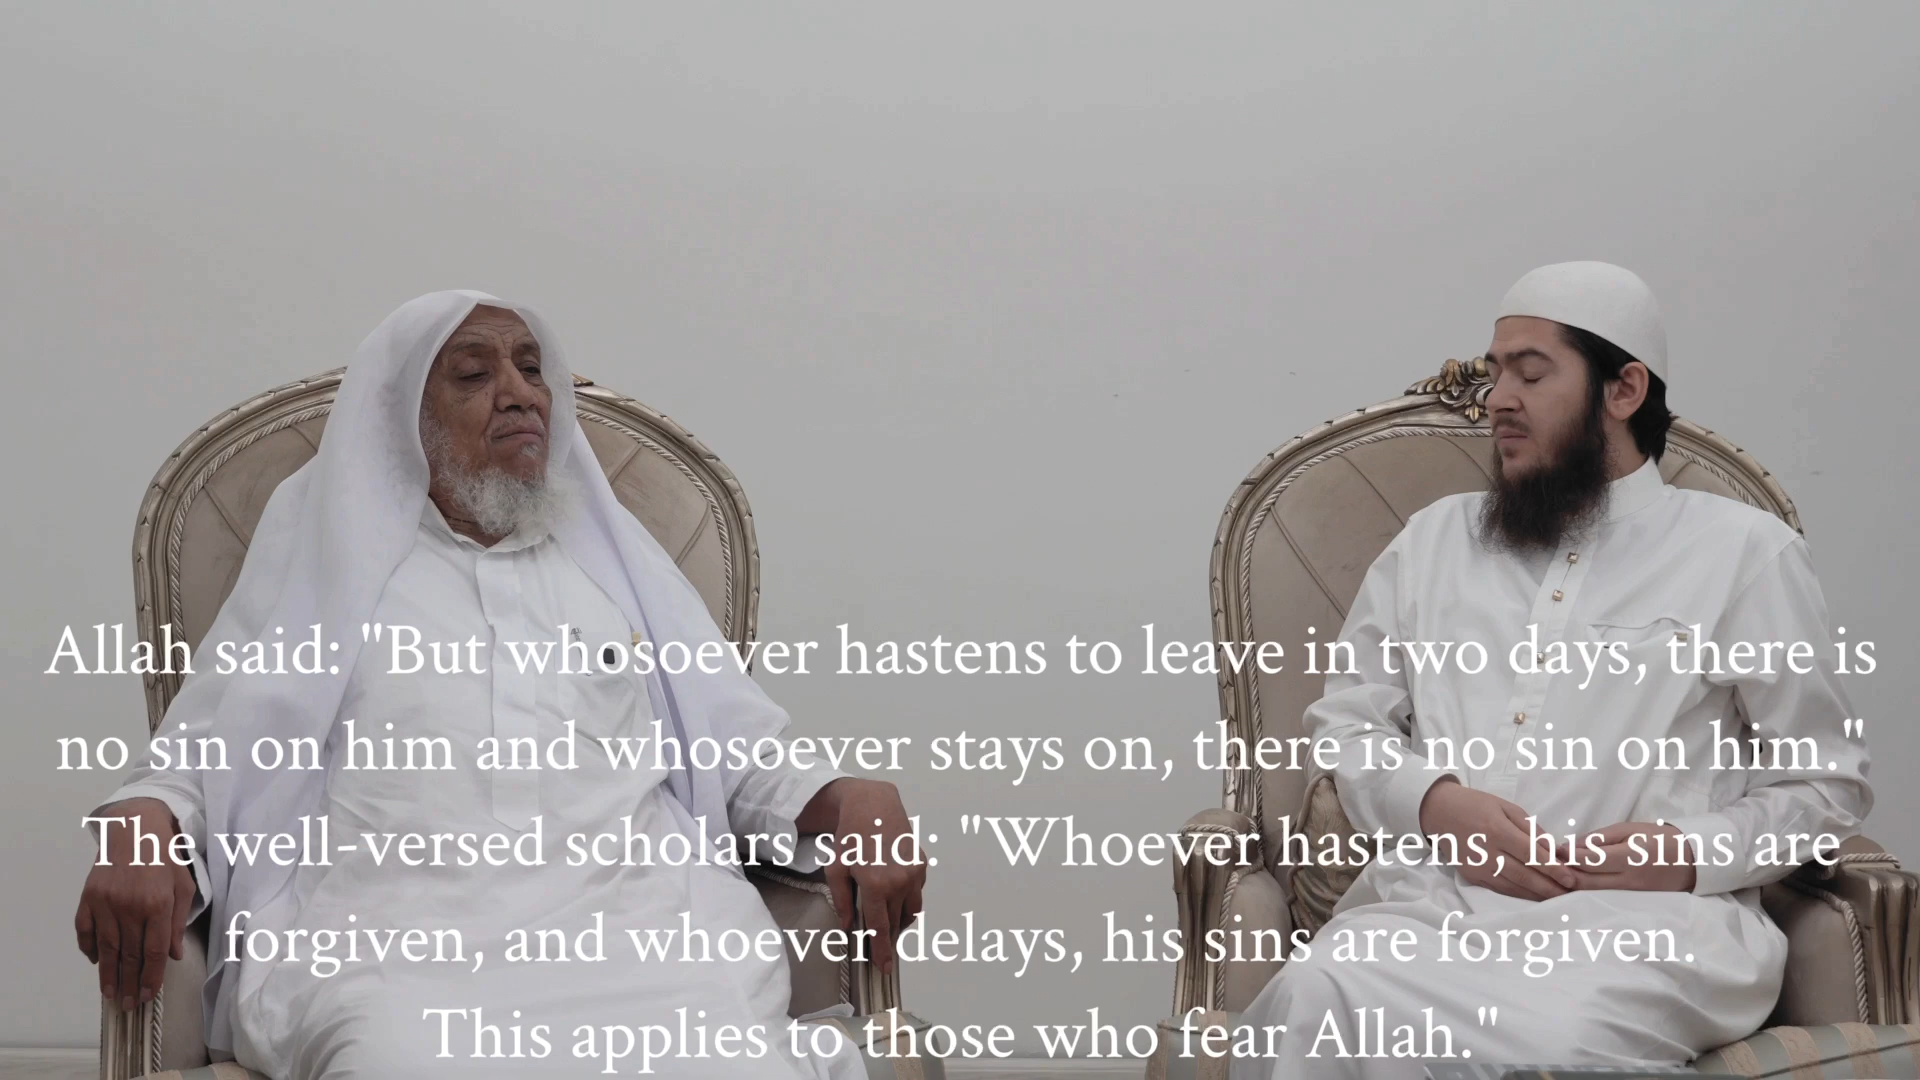 Allah said: "But whosoever hastens to leave in two days, there is
no sin on him and whosoever stays on, there is no sin on him."
The well-versed scholars said: "Whoever hastens, his sins are
forgiven, and whoever delays, his sins are forgiven.
This applies to those who fear Allah."